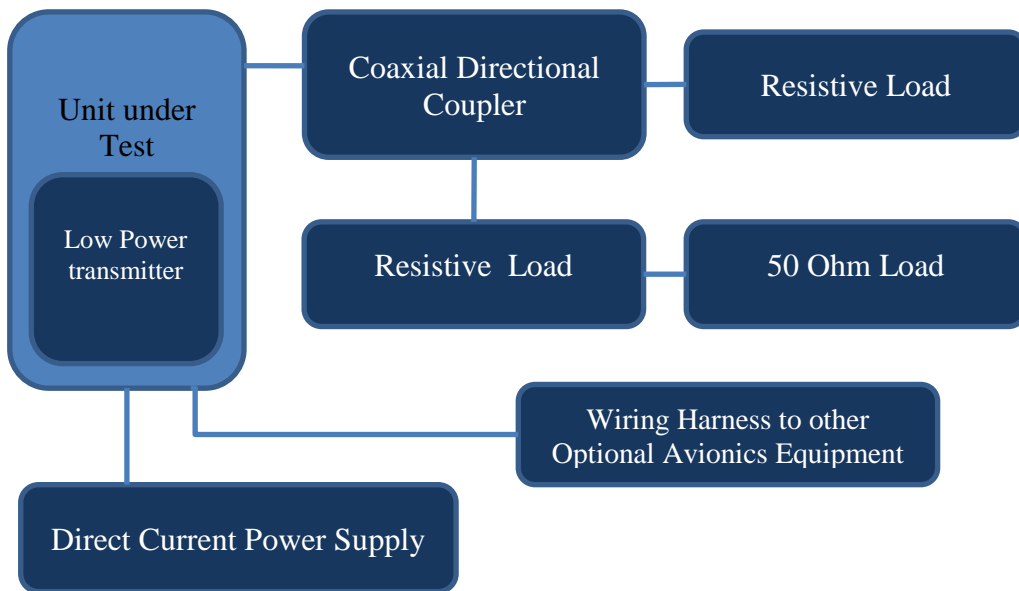 Unit under
Test
Low Power
transmitter
Coaxial Directional
Coupler
Resistive Load
Resistive Load
50 Ohm Load
Wiring Harness to other
Optional Avionics Equipment
Direct Current Power Supply